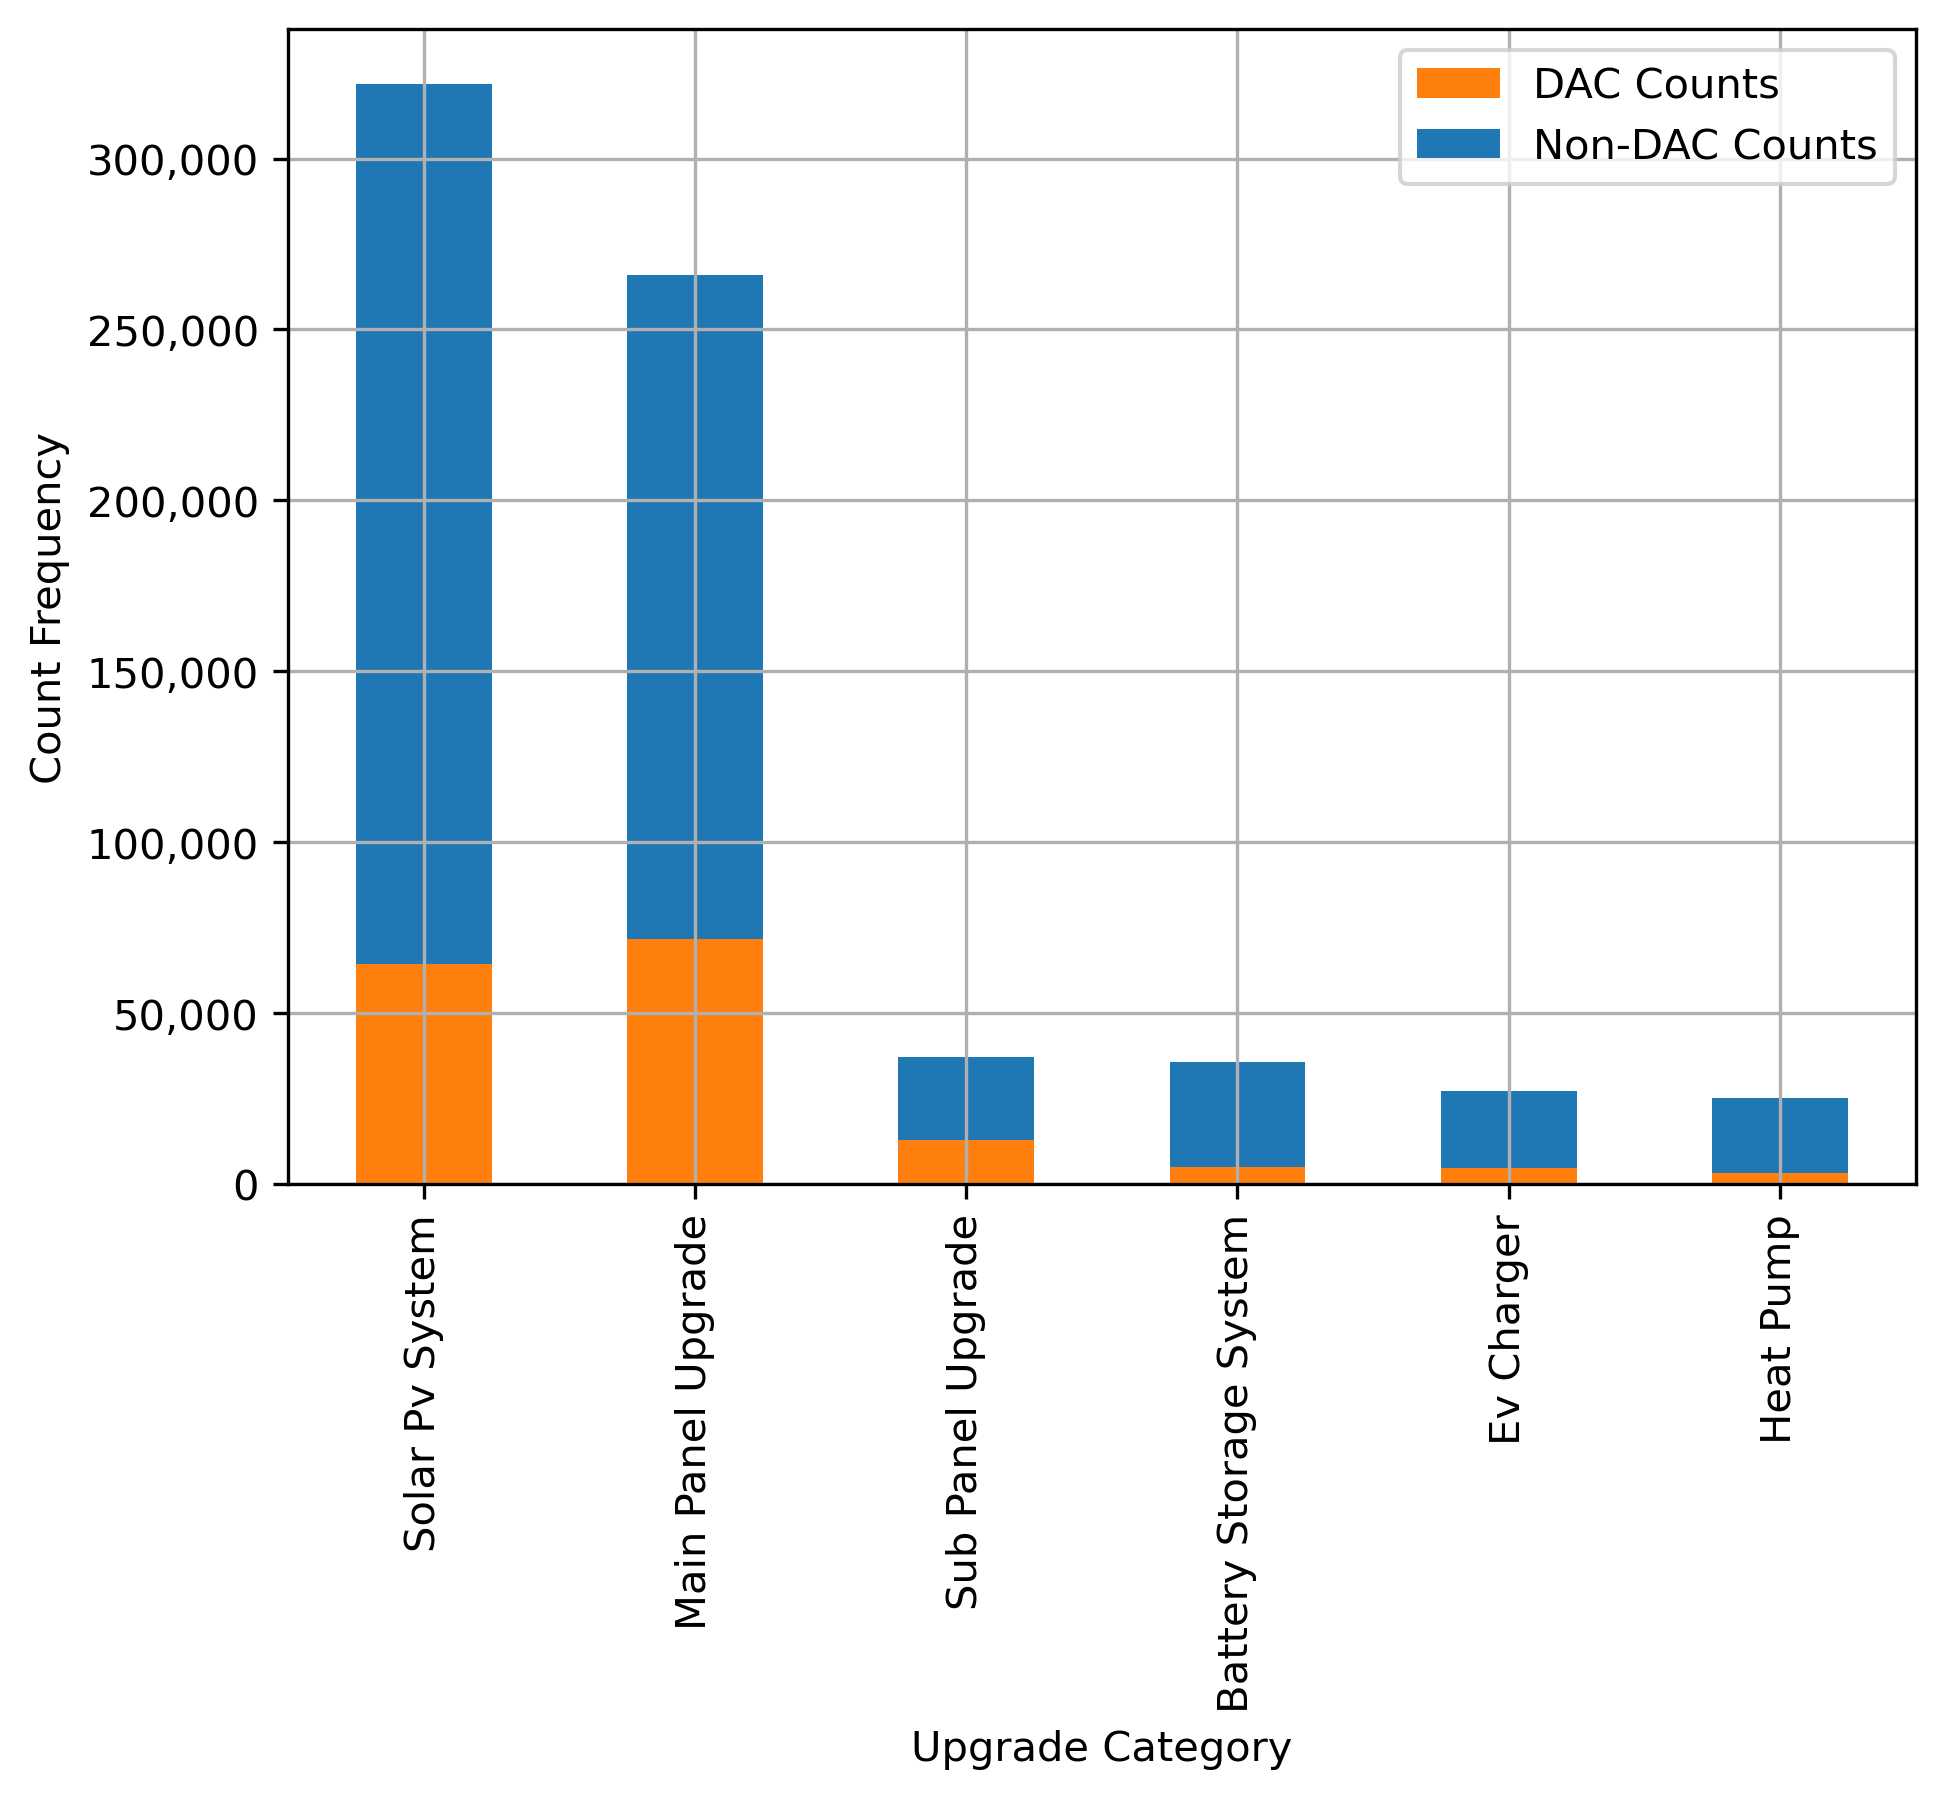 DAC Counts
Non-DAC Counts
300,000
250,000
200,000
150,000
100,000
50,000
0
Count Frequency
Solar Pv System
Main Panel Upgrade
Sub Panel Upgrade
Battery Storage System
Ev Charger
Heat Pump
Upgrade Category